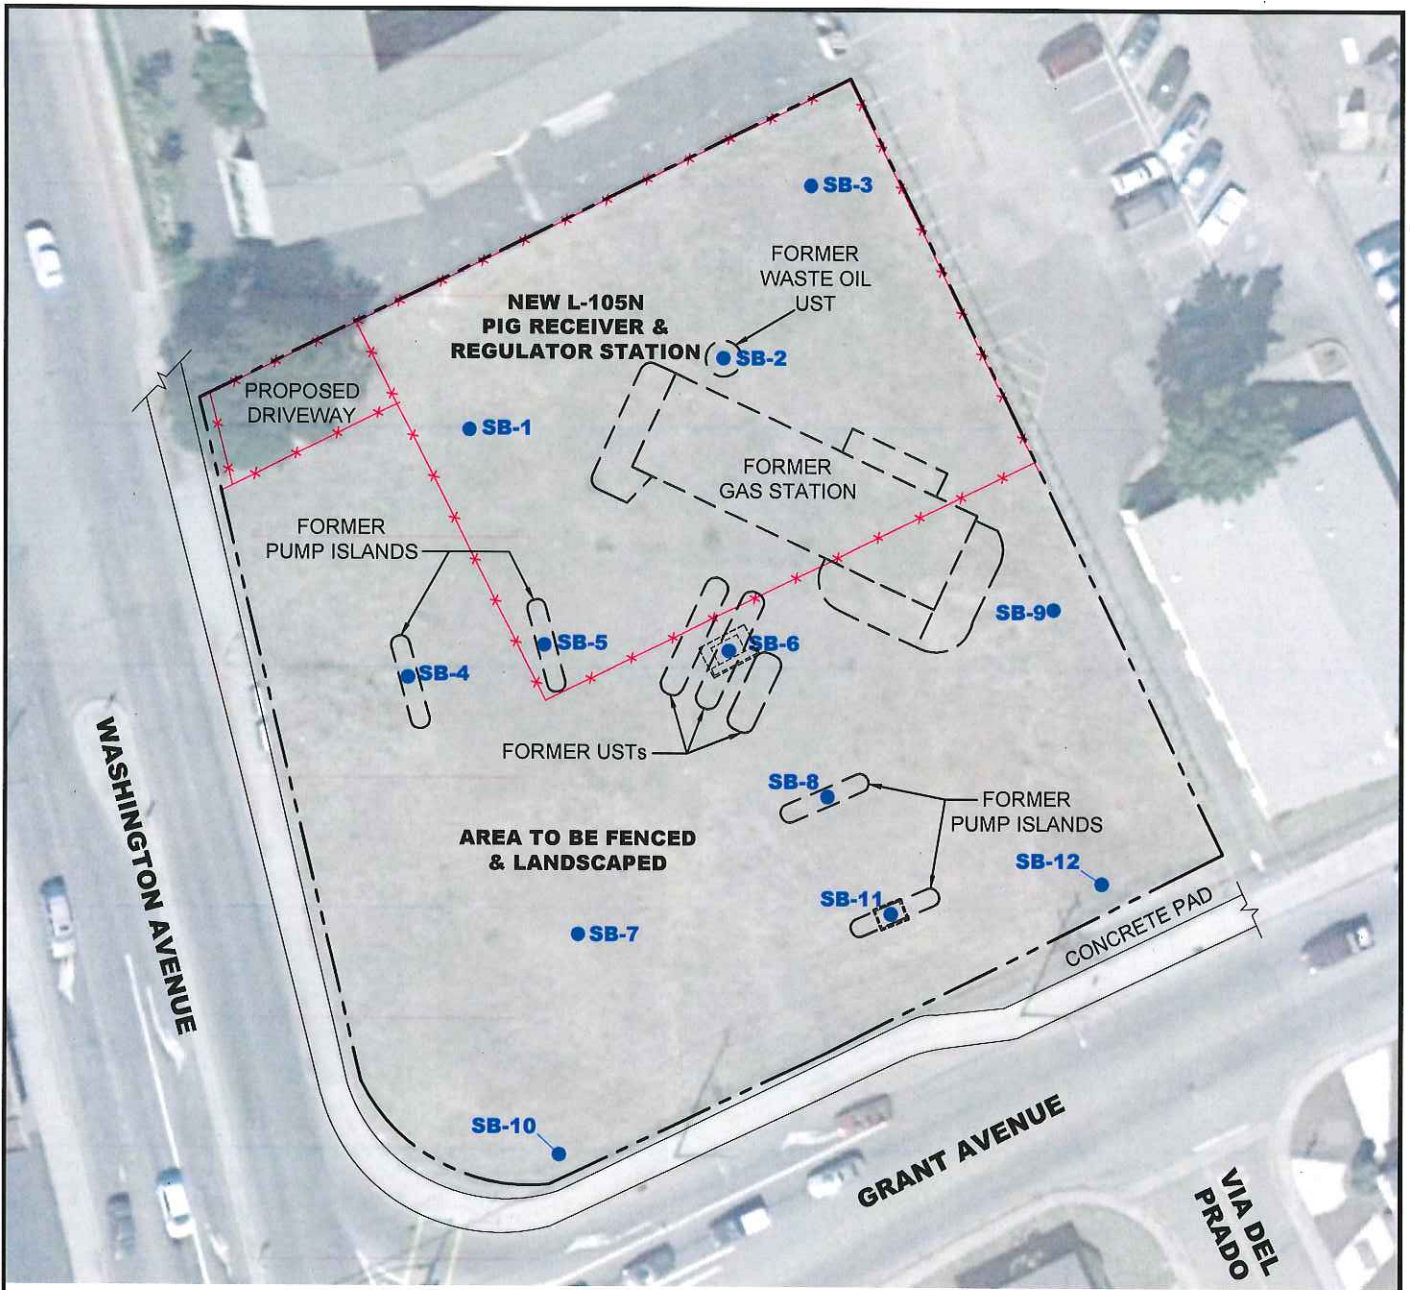 SB-3
FORMER
WASTE OIL
UST
NEW L-105N
PIG RECEIVER &
REGULATOR STATION
SB-2
PROPOSED
DRIVEWAY
SB-1
FORMER
GAS STATION
FORMER
PUMP ISLANDS
SB-9
SB-5
SB-6
SB-4
FORMER USTs
WASHINGTON AVENUE
SB-8
FORMER
PUMP ISLANDS
AREA TO BE FENCED
& LANDSCAPED
SB-12
SB-11
CONCRETE PAD
SB-7
SB-10
GRANT AVENUE
VIA DEL
PRADO